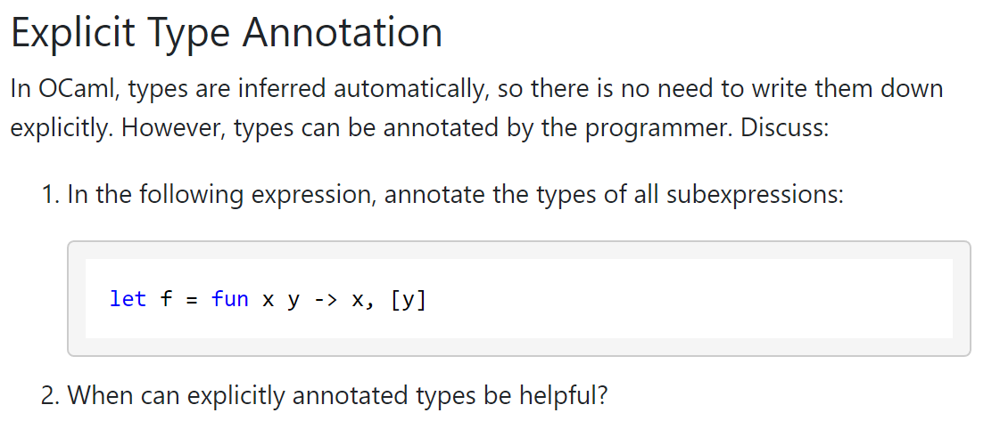 Explicit Type Annotation
In OCaml, types are inferred automatically, so there is no need to write them down
explicitly. However, types can be annotated by the programmer. Discuss:
1. In the following expression, annotate the types of all subexpressions:
let f = fun x y -> x, [y]
2. When can explicitly annotated types be helpful?